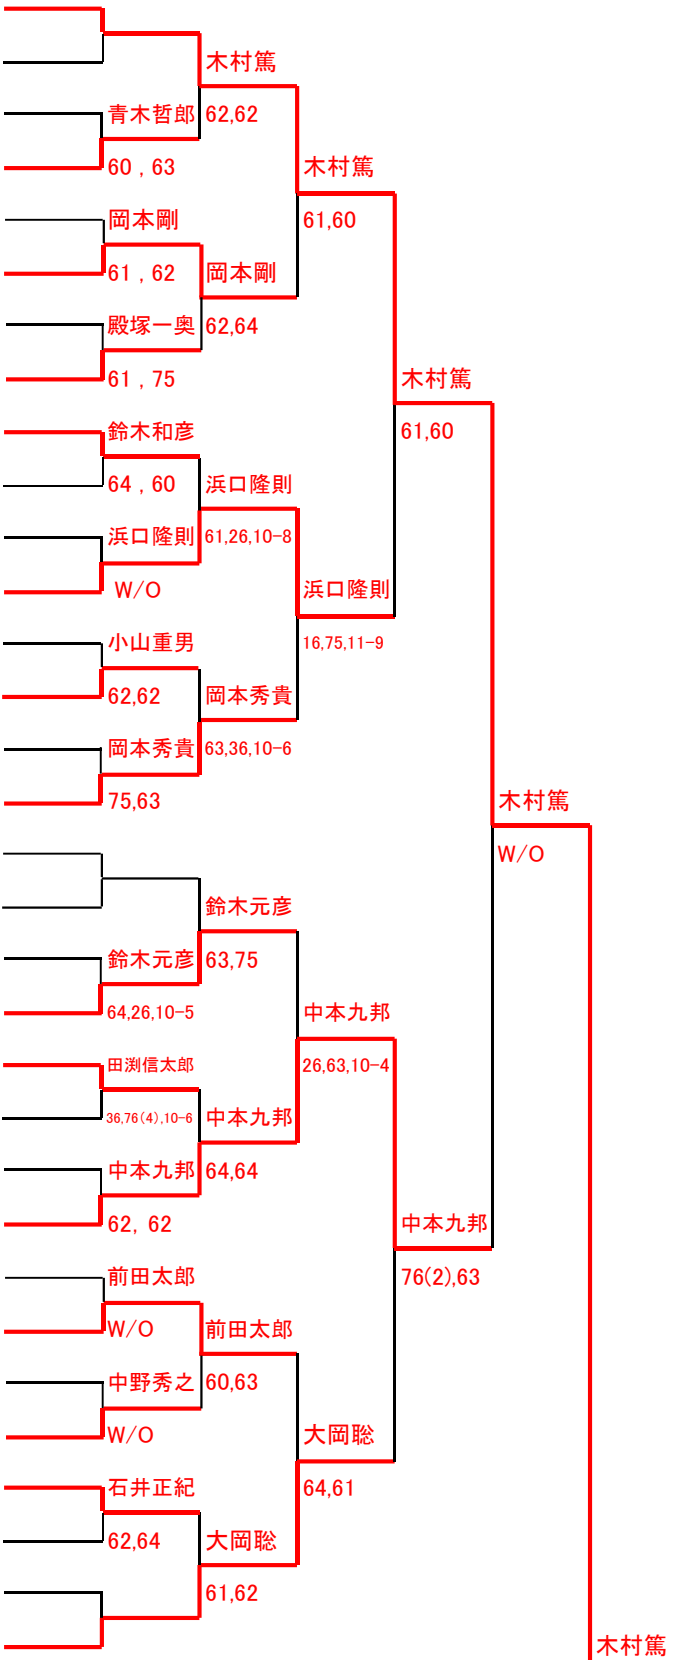 木村篤
青木哲郎 62,62
60 , 63
木村篤
岡本剛
61,60
61 , 62
岡本剛
殿塚一奥 62,64
61 , 75
木村篤
鈴木和彦
61,60
64 , 60
浜口隆則
浜口隆則 61,26,10-8
W/O
浜口隆則
小山重男
16,75,11-9
62,62
岡本秀貴
岡本秀貴 63,36,10-6
75,63
木村篤
W/O
鈴木元彦
鈴木元彦 63,75
64,26,10-5
中本九邦
田渕信太郎
26,63,10-4
36,76(4),10-6
中本九邦
中本九邦 64,64
62, 62
中本九邦
前田太郎
76(2),63
W/O
前田太郎
中野秀之 60,63
W/O
大岡聡
石井正紀
64,61
62,64
大岡聡
61,62
木村篤